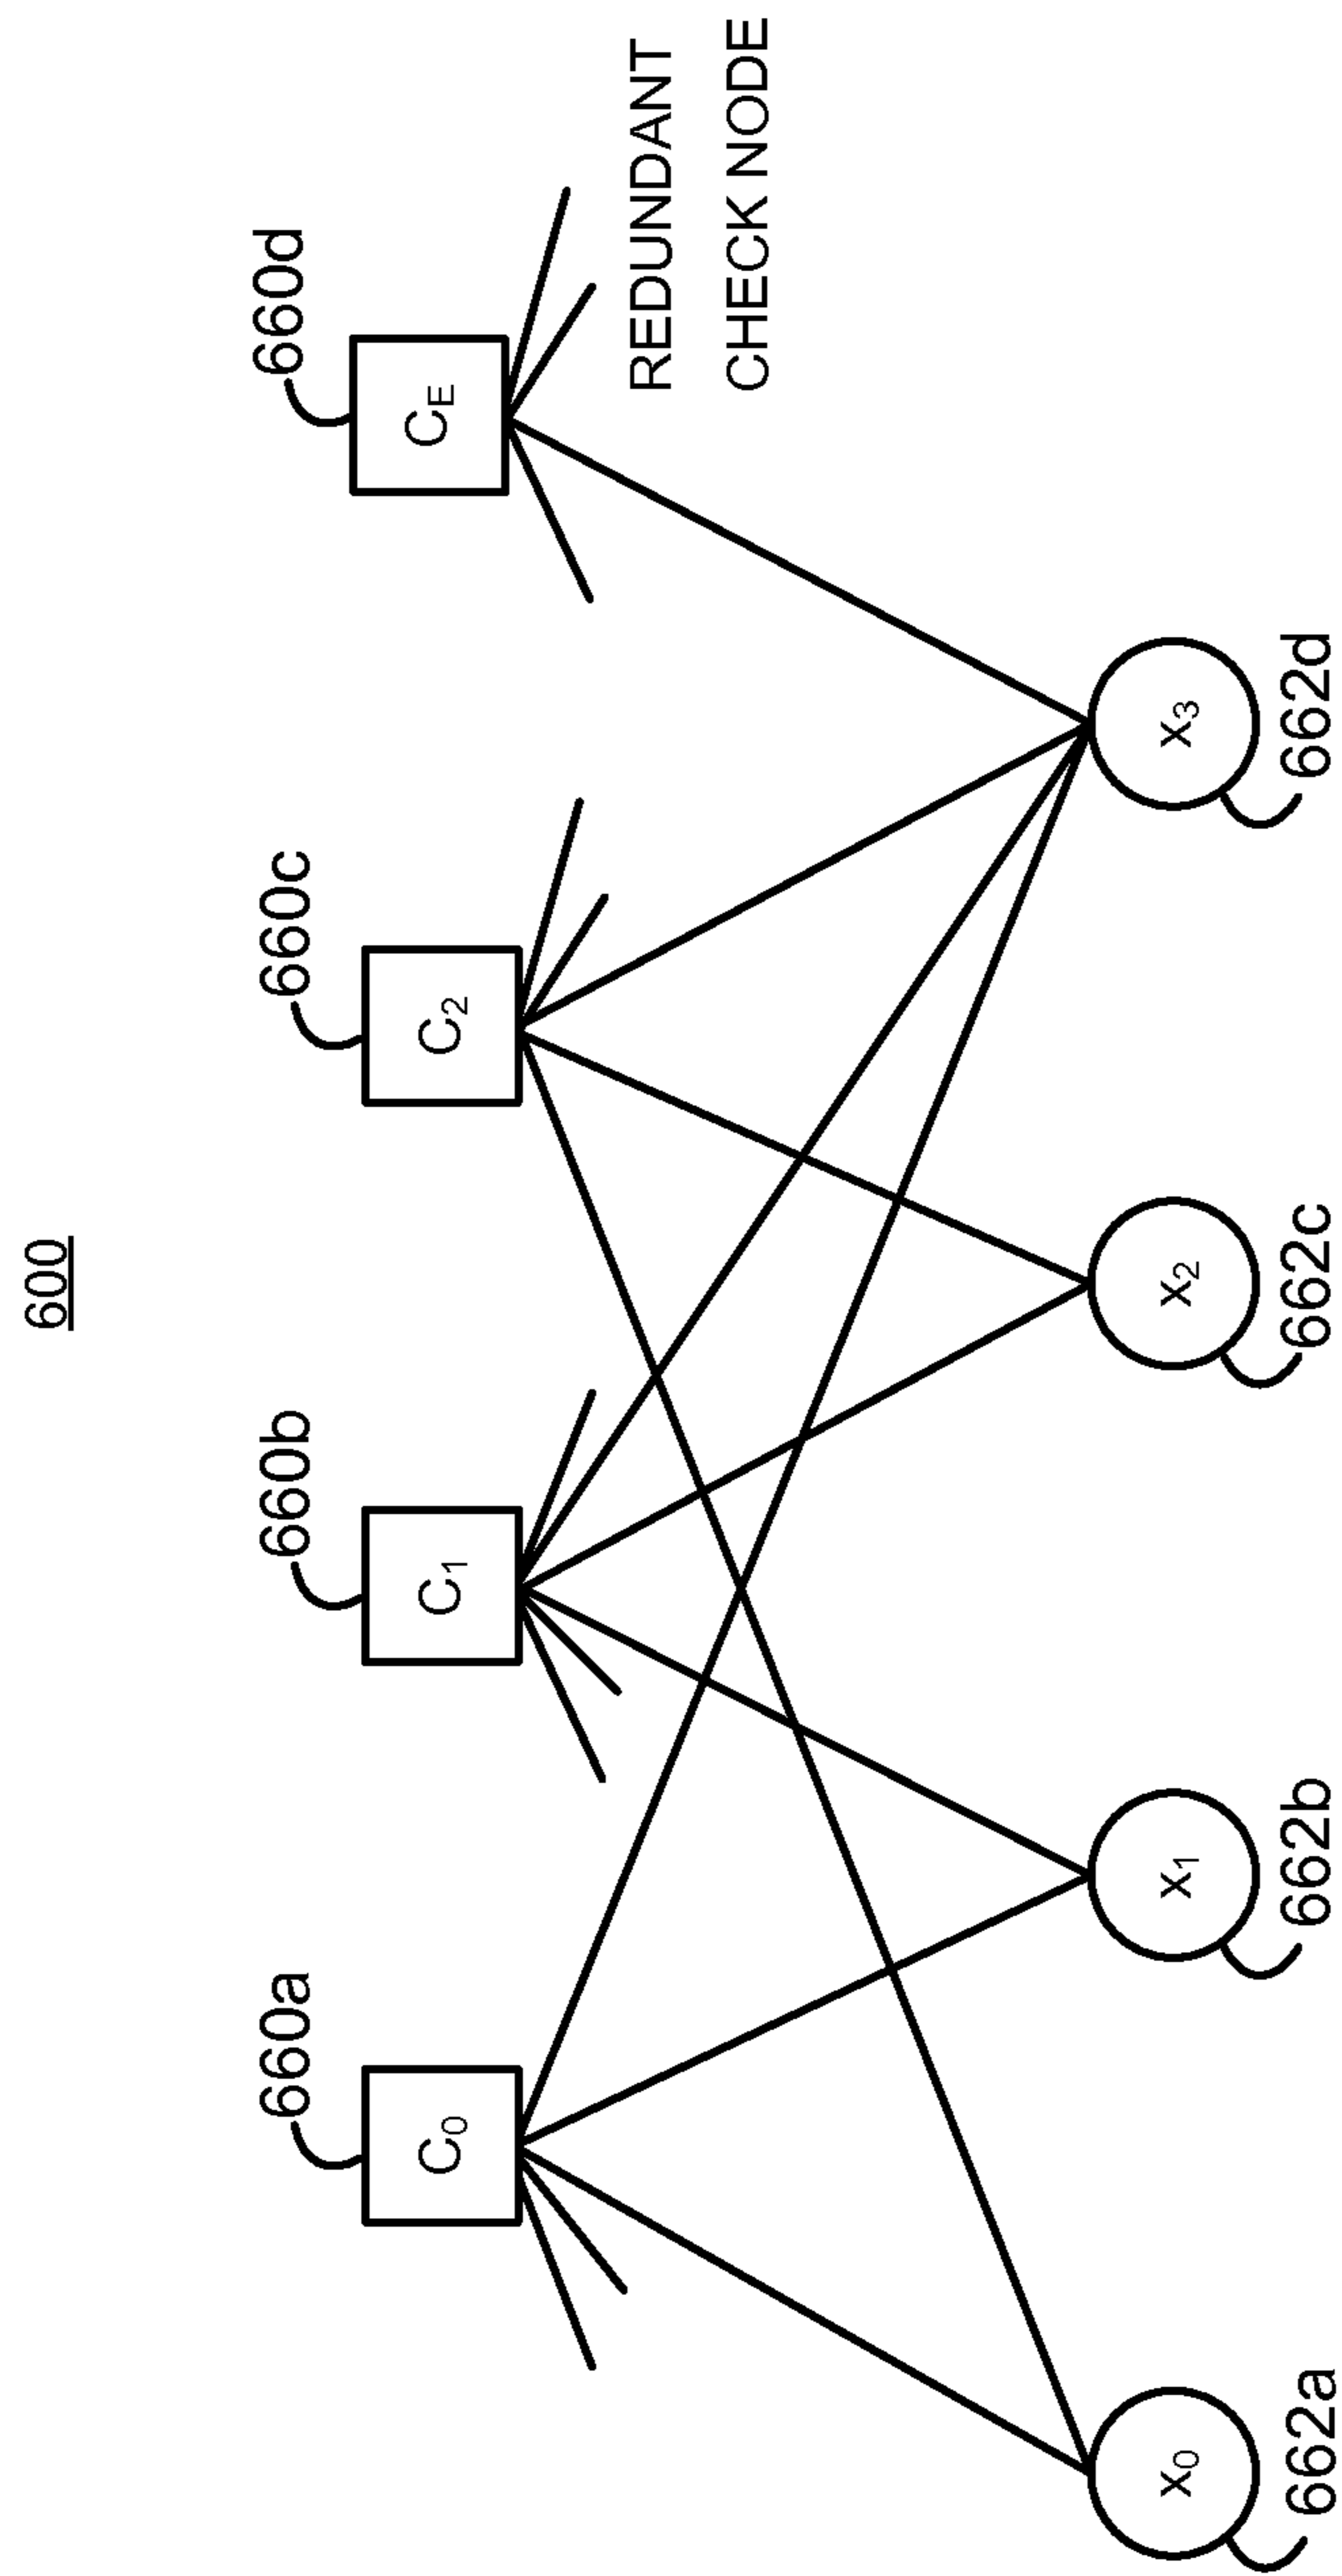 600
660a
660b
660c
660d
C0
C1
C2
CE
REDUNDANT
CHECK NODE
x0
x1
x2
x3
662a
662b
662c
662d